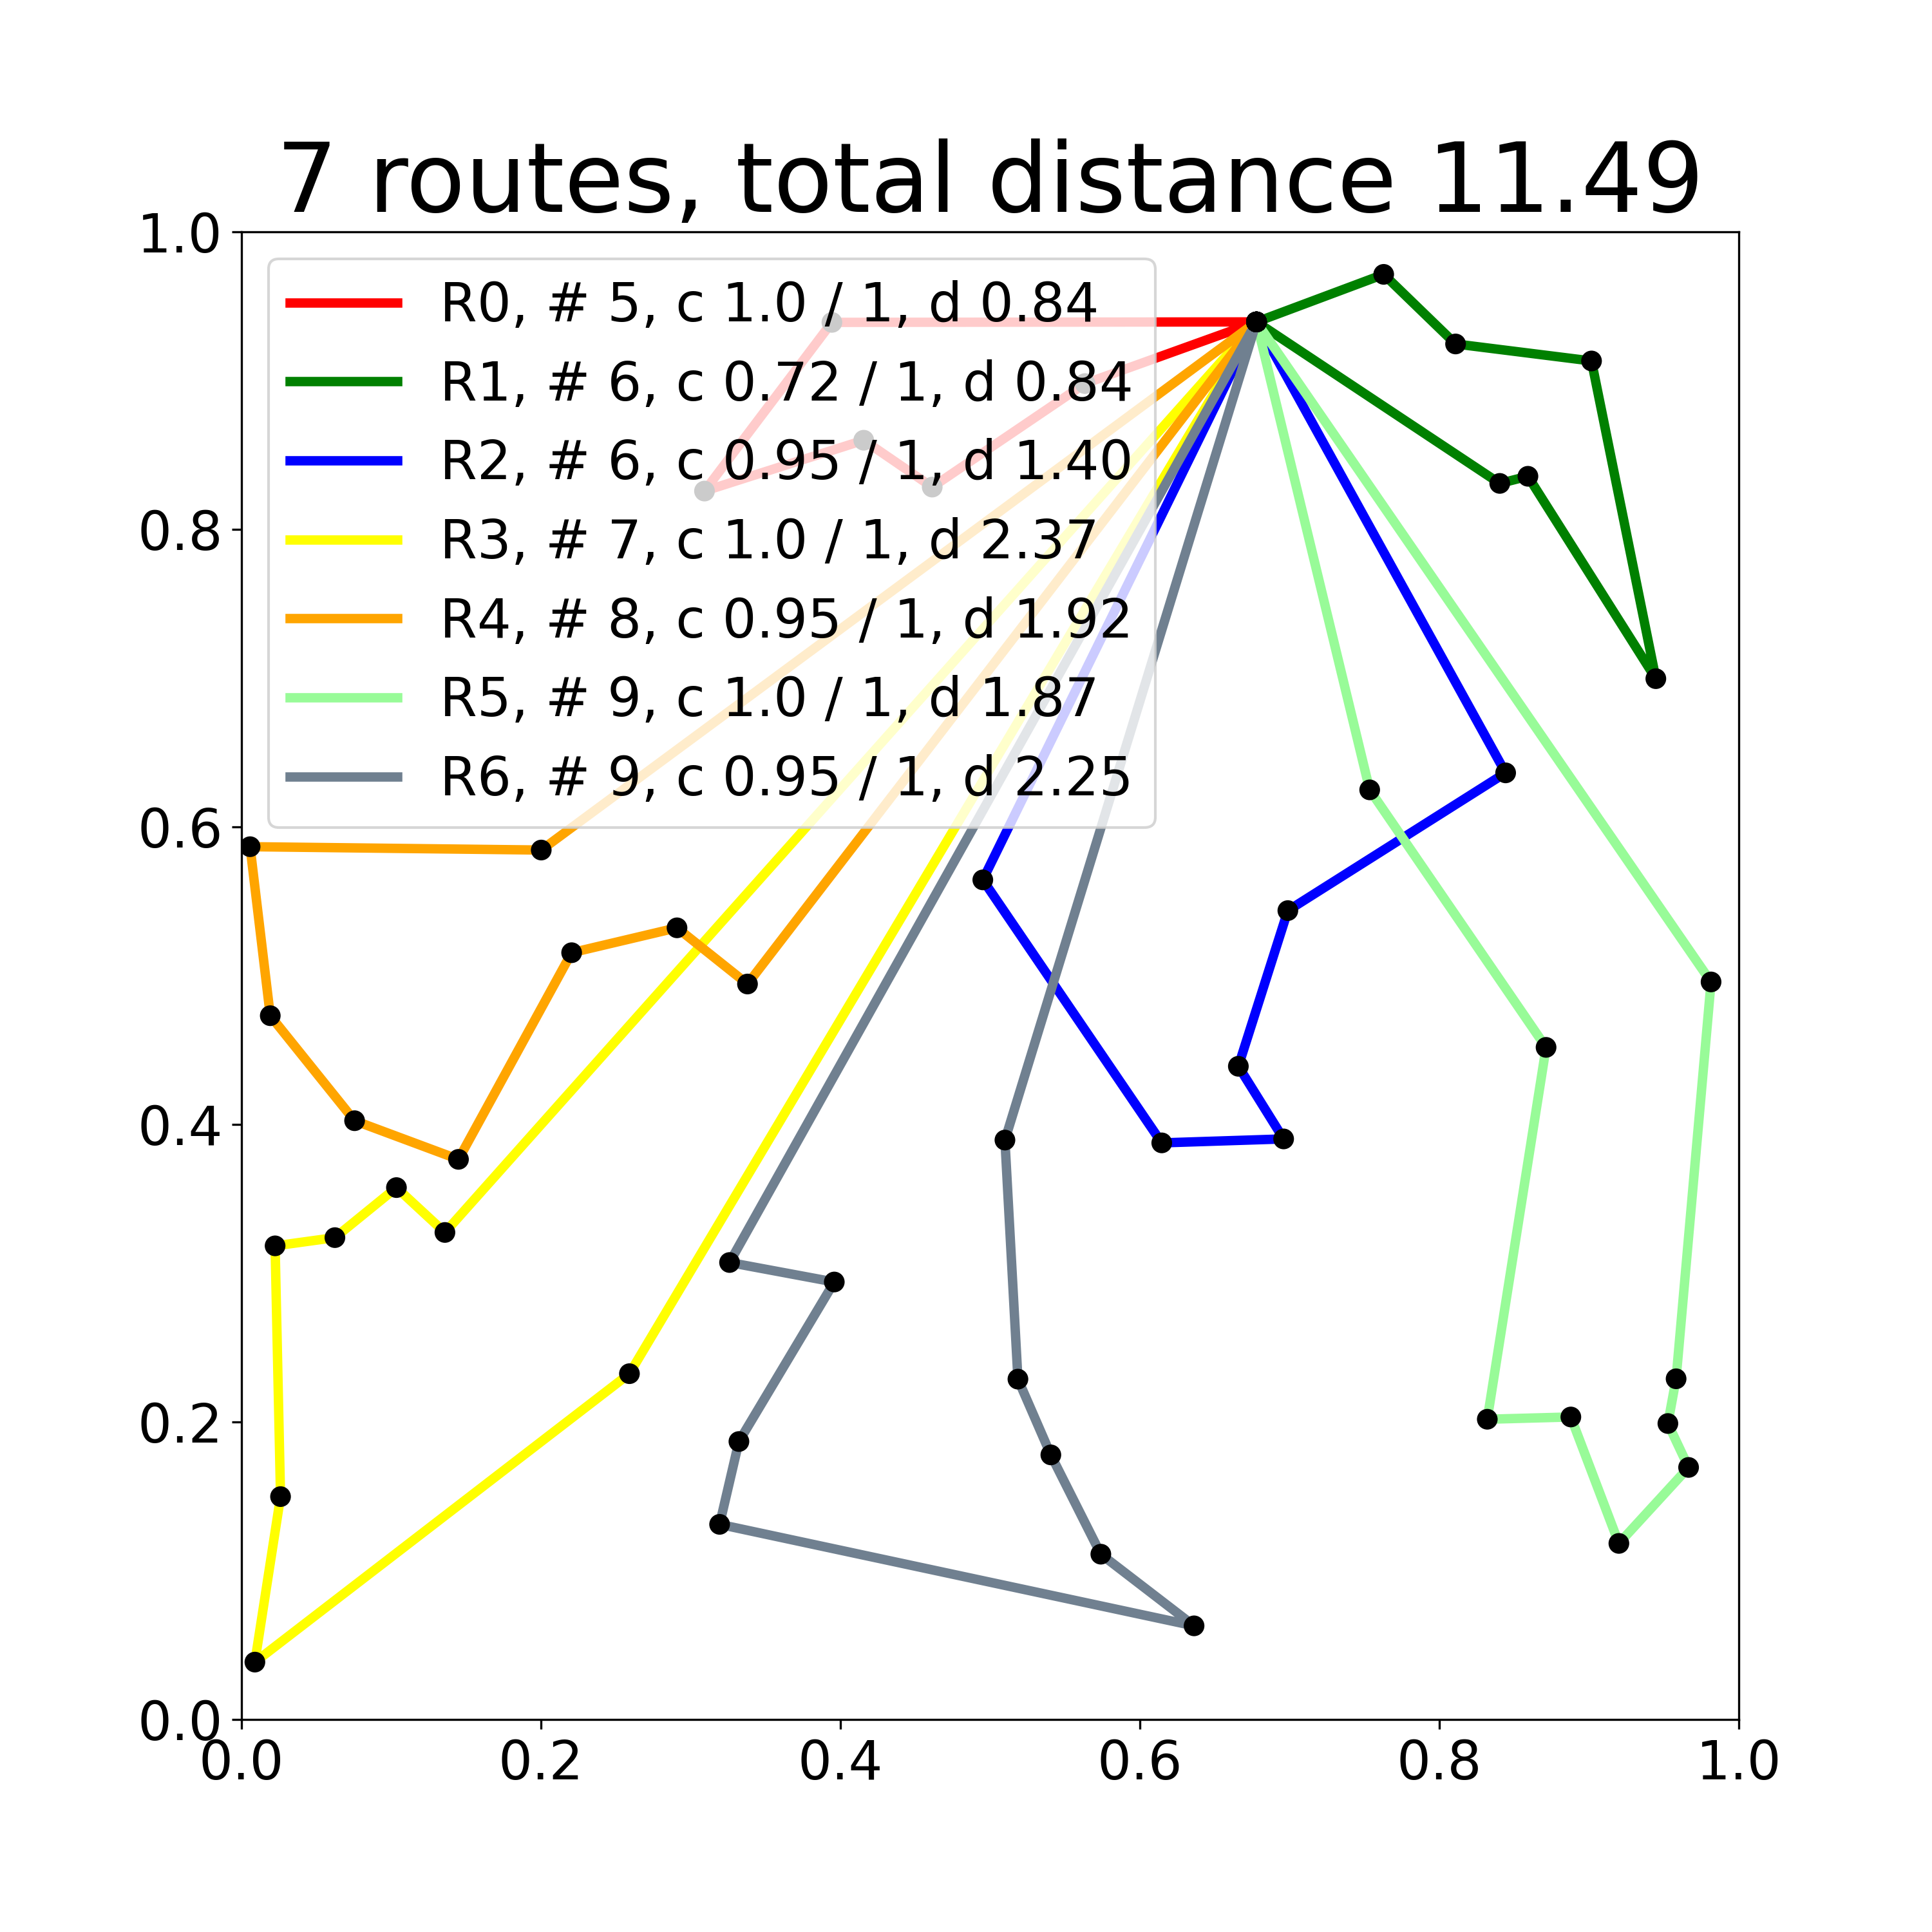 7 routes, total distance 11.49
1.0
R0, # 5, c 1.0 / 1, d 0.84
R1, # 6, c 0.72 / 1, d 0.84
R2, # 6, c 0.95 / 1, d 1.40
R3, # 7, c 1.0 / 1, d 2.37
R4, # 8, c 0.95 / 1, d 1.92
R5, # 9, c 1.0 / 1, d 1.87
R6, # 9, c 0.95 / 1, d 2.25
0.8
0.6
0.4
0.2
0.0
0.0 0.2 0.4 0.6 0.8 1.0